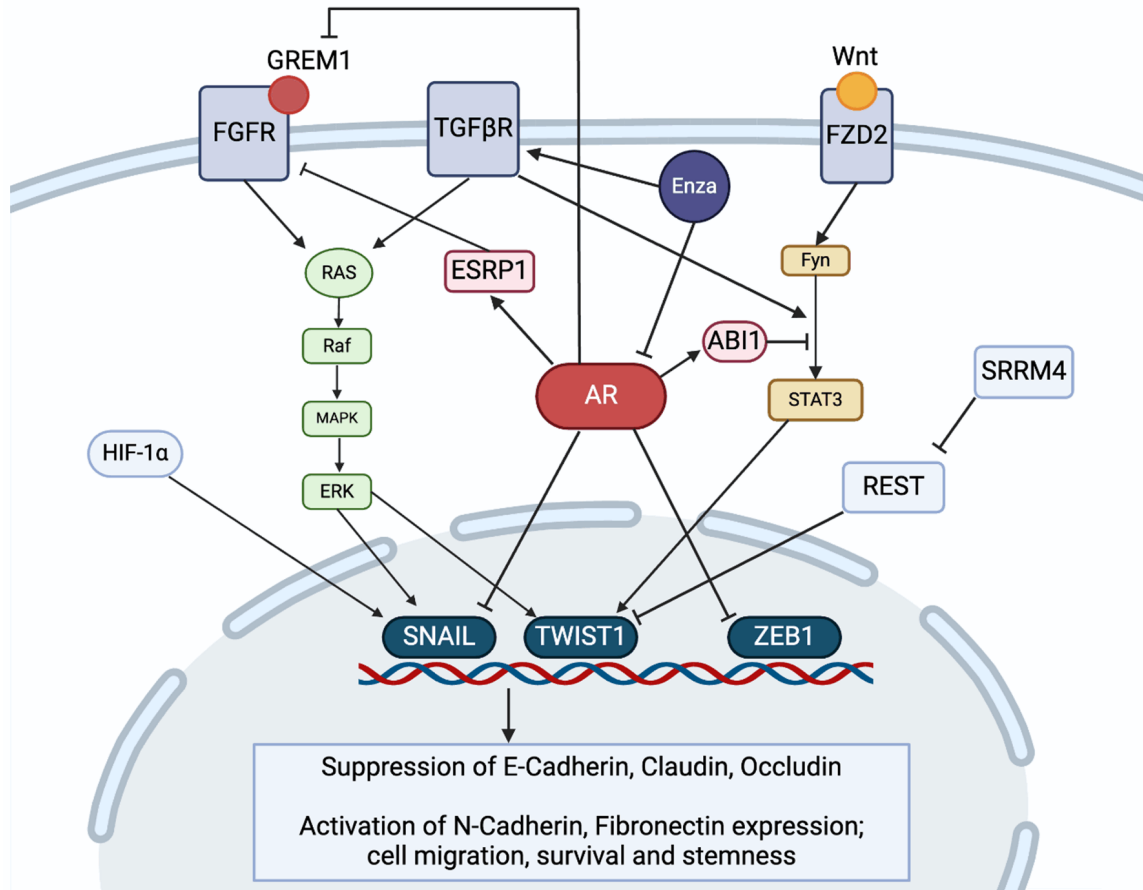 GREM1
Wnt
FGFR
TGFβR
FZD2
Enza
Fyn
RAS
ESRP1
Raf
ABI1
SRRM4
AR
STAT3
MAPK
HIF-1α
ERK
REST
SNAIL
TWIST1
ZEB1
Suppression of E-Cadherin, Claudin, Occludin
Activation of N-Cadherin, Fibronectin expression;
cell migration, survival and stemness